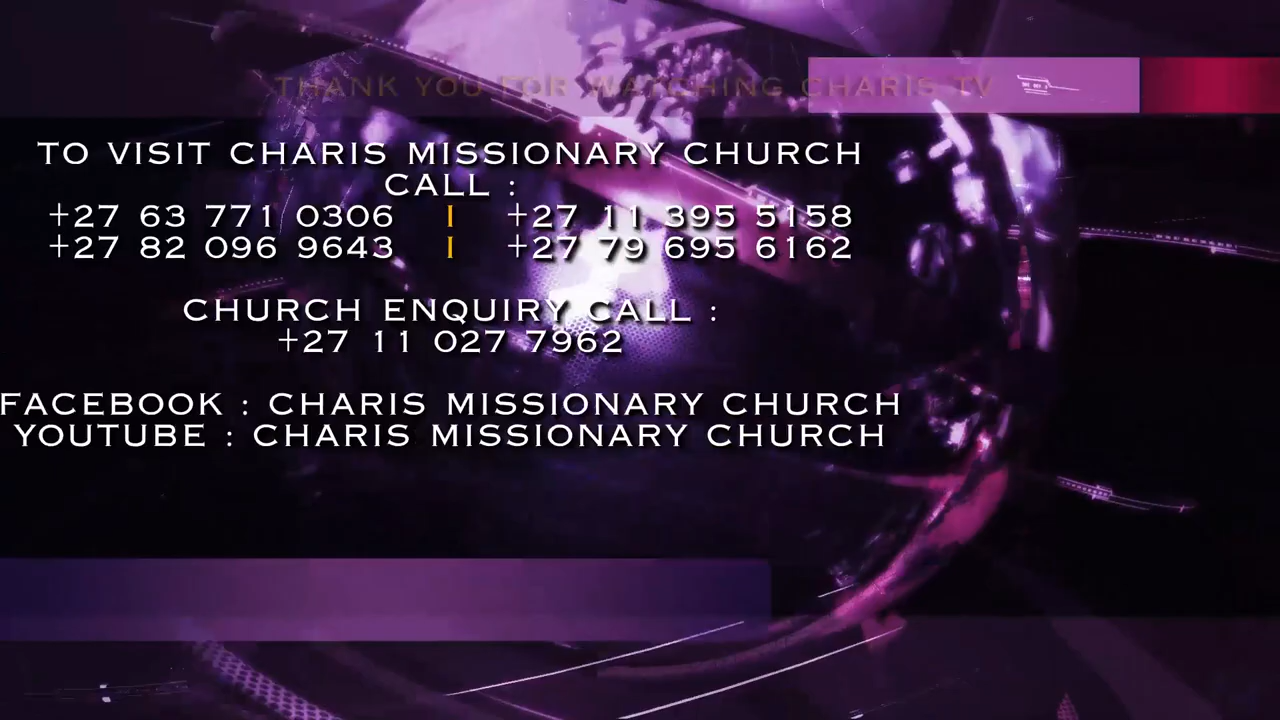 THANK YOU FOR WATCHING CHARIS TV
TO VISIT CHARIS MISSIONARY CHURCH
CALL :
+27 63 771 0306 I +27 11 395 5158
+27 82 096 9643 I +27 79 695 6162
CHURCH ENQUIRY CALL :
+27 11 027 7962
FACEBOOK : CHARIS MISSIONARY CHURCH
YOUTUBE : CHARIS MISSIONARY CHURCH